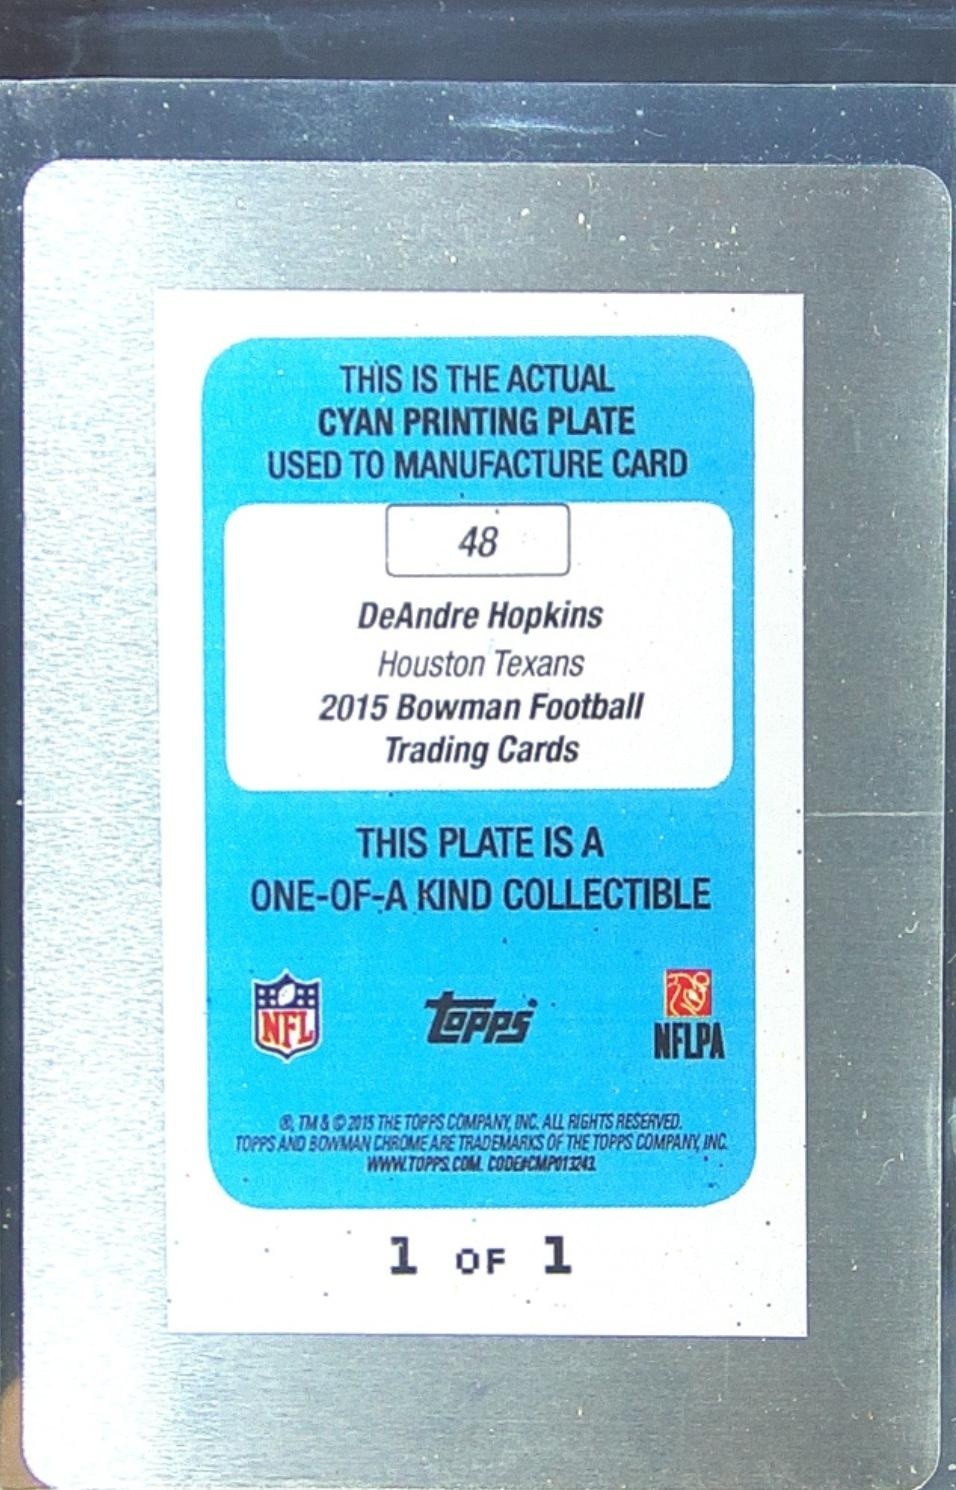 THIS IS THE ACTUAL
CYAN PRINTING PLATE
USED TO MANUFACTURE CARD
48
DeAndre Hopkins
Houston Texans
2015 Bowman Football
Trading Cards
THIS PLATE IS A
ONE-OF-A KIND COLLECTIBLE
NFL topps NFLPA
®, TM & © 2015 THE TOPPS COMPANY, INC. ALL RIGHTS RESERVED.
TOPPS AND BOWMAN CHROME ARE TRADEMARKS OF THE TOPPS COMPANY, INC.
WWW.TOPPS.COM. CODE#CMP013243
1 OF 1